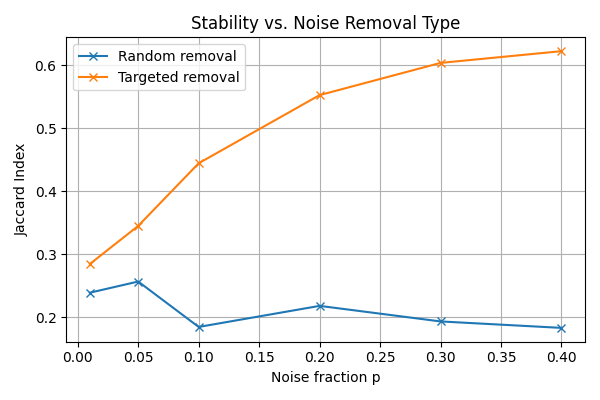 Stability vs. Noise Removal Type
Random removal
Targeted removal
Jaccard Index
0.6
0.5
0.4
0.3
0.2
0.00 0.05 0.10 0.15 0.20 0.25 0.30 0.35 0.40
Noise fraction p